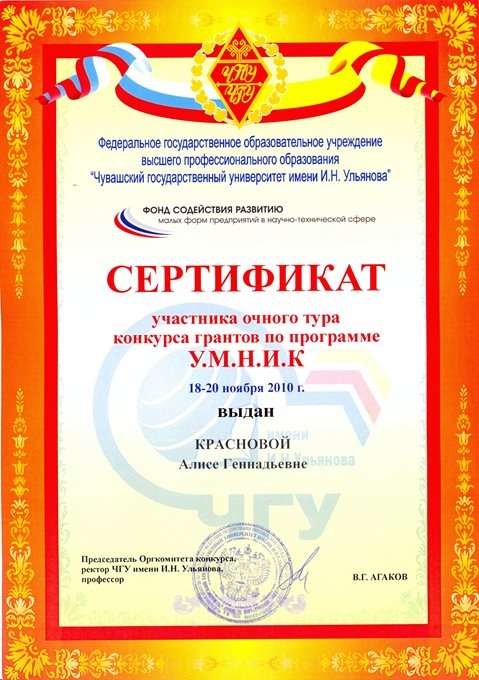 Федеральное государственное образовательное учреждение
высшего профессионального образования
"Чувашский государственный университет имени И.Н. Ульянова"
ФОНД СОДЕЙСТВИЯ РАЗВИТИЮ
малых форм предприятий в научно-технической сфере
СЕРТИФИКАТ
участника очного тура
конкурса грантов по программе
У.М.Н.И.К
18-20 ноября 2010 г.
выдан
КРАСНОВОЙ
Алисе Геннадьевне
имени
И.Н.Ульянова
ЧГУ
Председатель Оргкомитета конкурса,
ректор ЧГУ имени И.Н. Ульянова,
профессор
В.Г. АГАКОВ